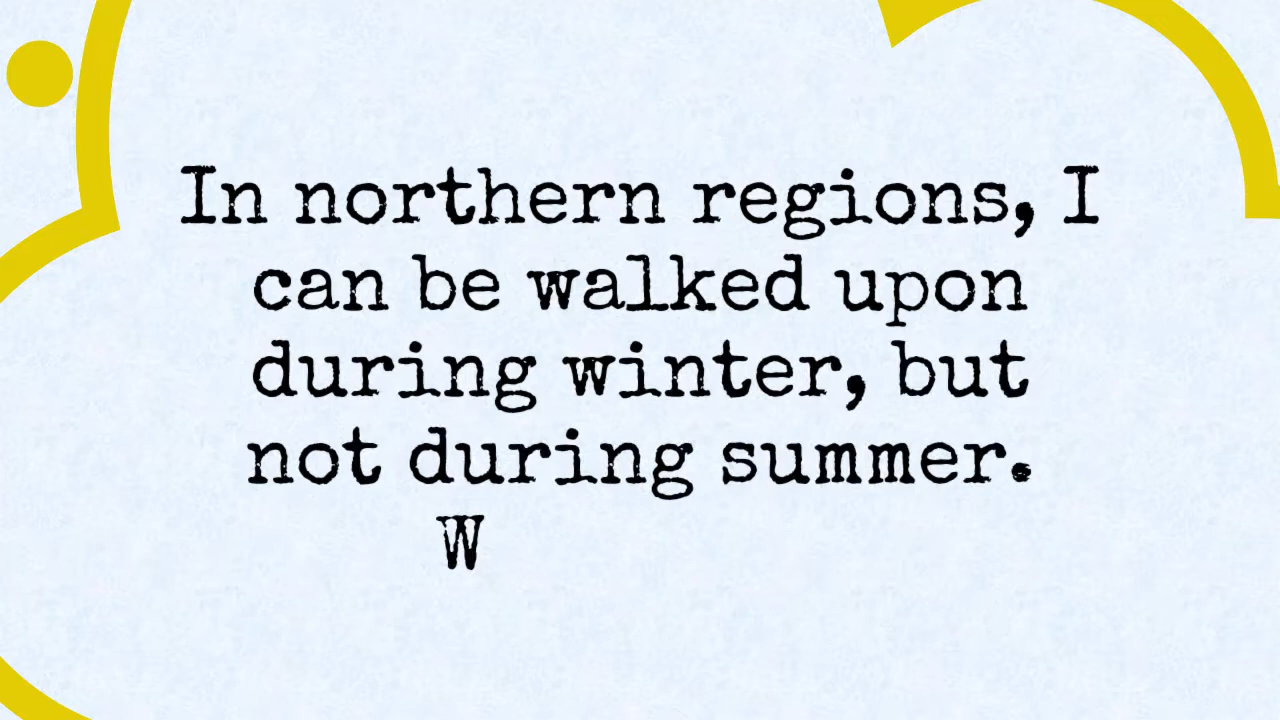 In northern regions, I
can be walked upon
during winter, but
not during summer.
W